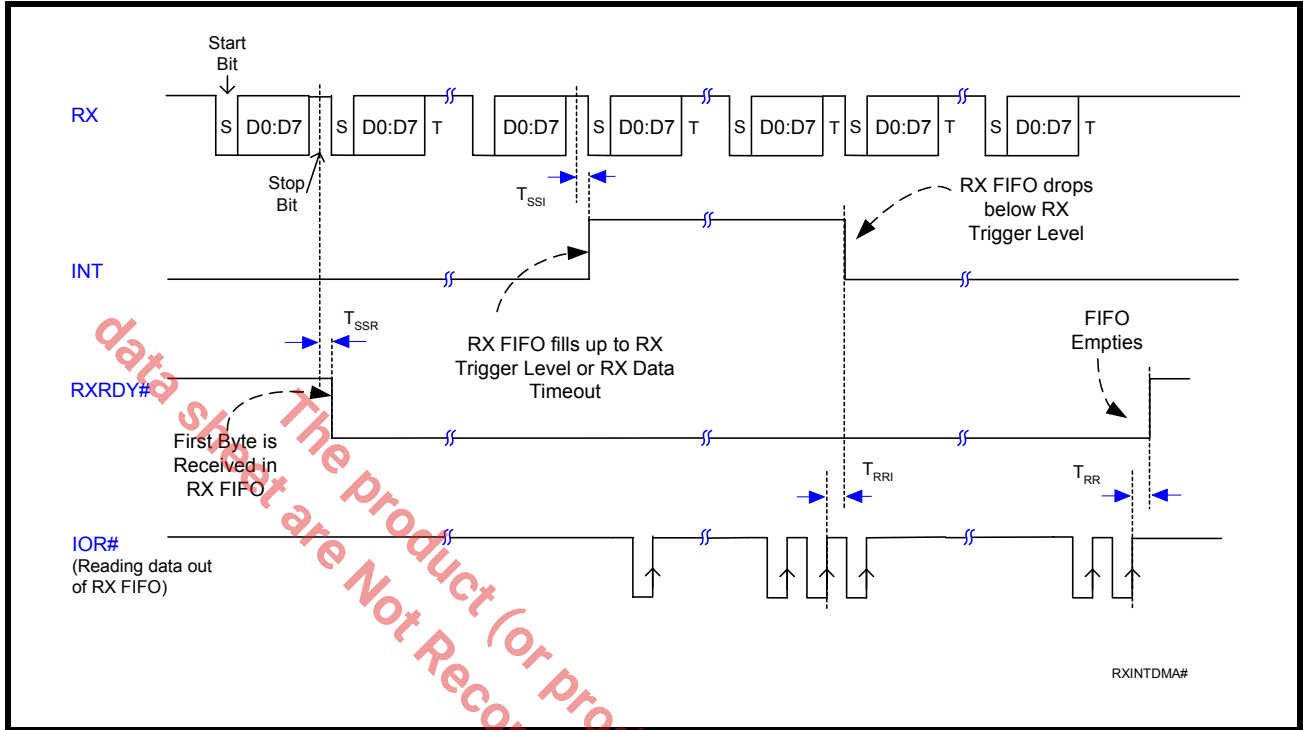 Start
Bit
RX
S D0:D7 S D0:D7 T D0:D7 S D0:D7 T S D0:D7 T S D0:D7 T S D0:D7 T
Stop
Bit
TSSI
RX FIFO drops
below RX
Trigger Level
INT
TSSR
RX FIFO fills up to RX
Trigger Level or RX Data
Timeout
FIFO
Empties
RXRDY#
First Byte is
Received in
RX FIFO
TRRI
TRR
IOR#
(Reading data out
of RX FIFO)
RXINTDMA#
The product (or pro
data sheet are Not Reco